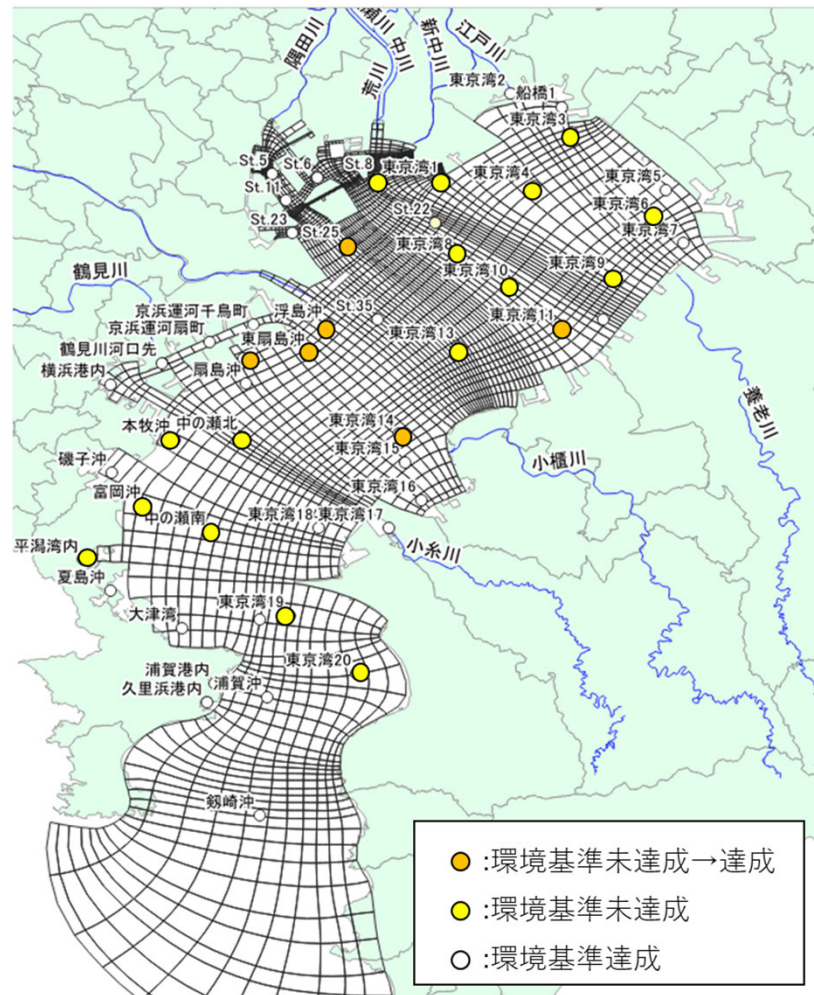 隅田川
瀬川
中川
荒川
新中川
江戸川
東京湾2
船橋1
東京湾3
St.5
St.6
St.8
東京湾1
東京湾4
東京湾5
St.11
St.22
東京湾6
St.23
東京湾7
St.25
東京湾8
東京湾10
東京湾9
鶴見川
京浜運河千鳥町
浮島沖
St.35
東京湾11
京浜運河扇町
東扇島沖
東京湾13
鶴見川河口先
扇島沖
横浜港内
養老川
本牧沖
中の瀬北
東京湾14
磯子沖
東京湾15
小櫃川
富岡沖
東京湾16
中の瀬南
東京湾18
東京湾17
平潟湾内
小糸川
夏島沖
大津湾
東京湾19
浦賀港内
東京湾20
久里浜港内
浦賀沖
剱崎沖
:環境基準未達成→達成
:環境基準未達成
:環境基準達成